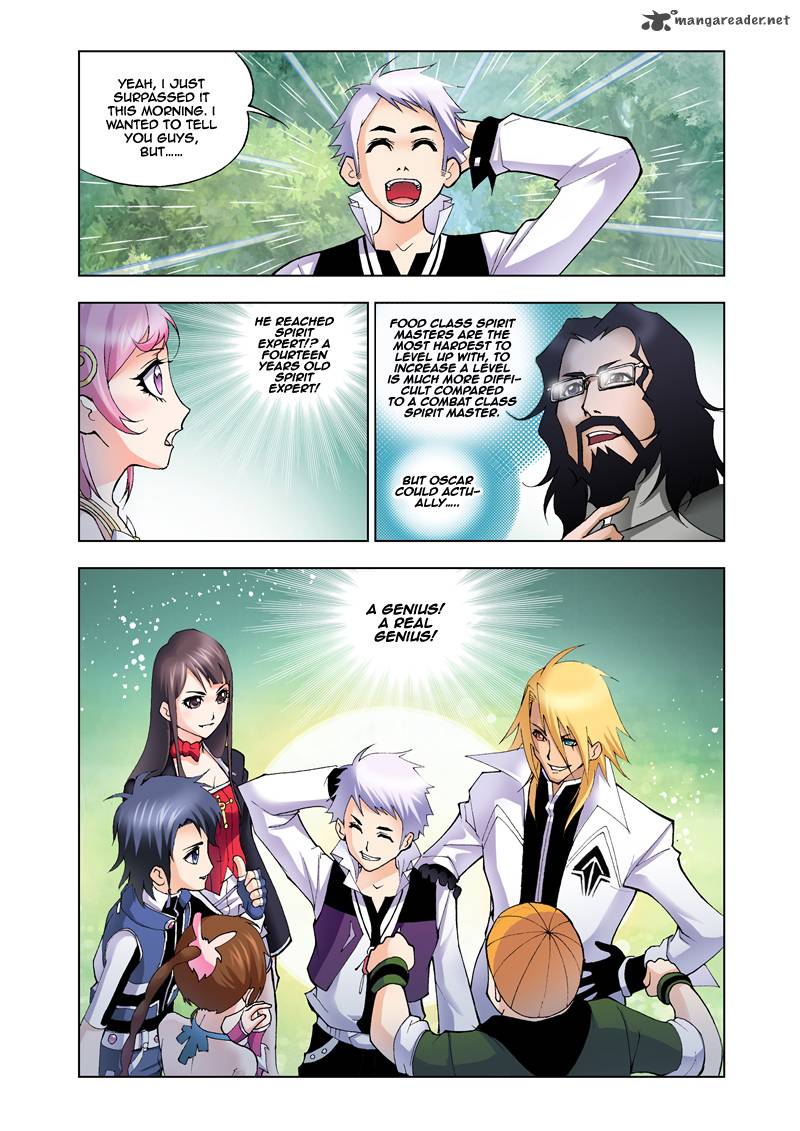 mangareader.net
YEAH, I JUST
SURPASSED IT
THIS MORNING. I
WANTED TO TELL
YOU GUYS,
BUT......
HE REACHED
SPIRIT
EXPERT!? A
FOURTEEN
YEARS OLD
SPIRIT
EXPERT!
FOOD CLASS SPIRIT
MASTERS ARE THE
MOST HARDEST TO
LEVEL UP WITH, TO
INCREASE A LEVEL
IS MUCH MORE DIFFI-
CULT COMPARED
TO A COMBAT CLASS
SPIRIT MASTER.
BUT OSCAR
COULD ACTU-
ALLY.....
A GENIUS!
A REAL
GENIUS!